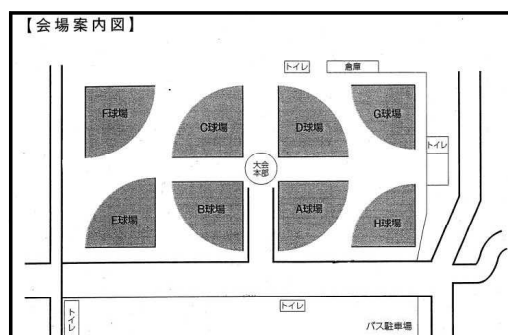 【会場案内図】
トイレ
倉庫
F球場
C球場
D球場
G球場
トイレ
大会
本部
E球場
B球場
A球場
H球場
トイレ
トイレ
バス駐車場